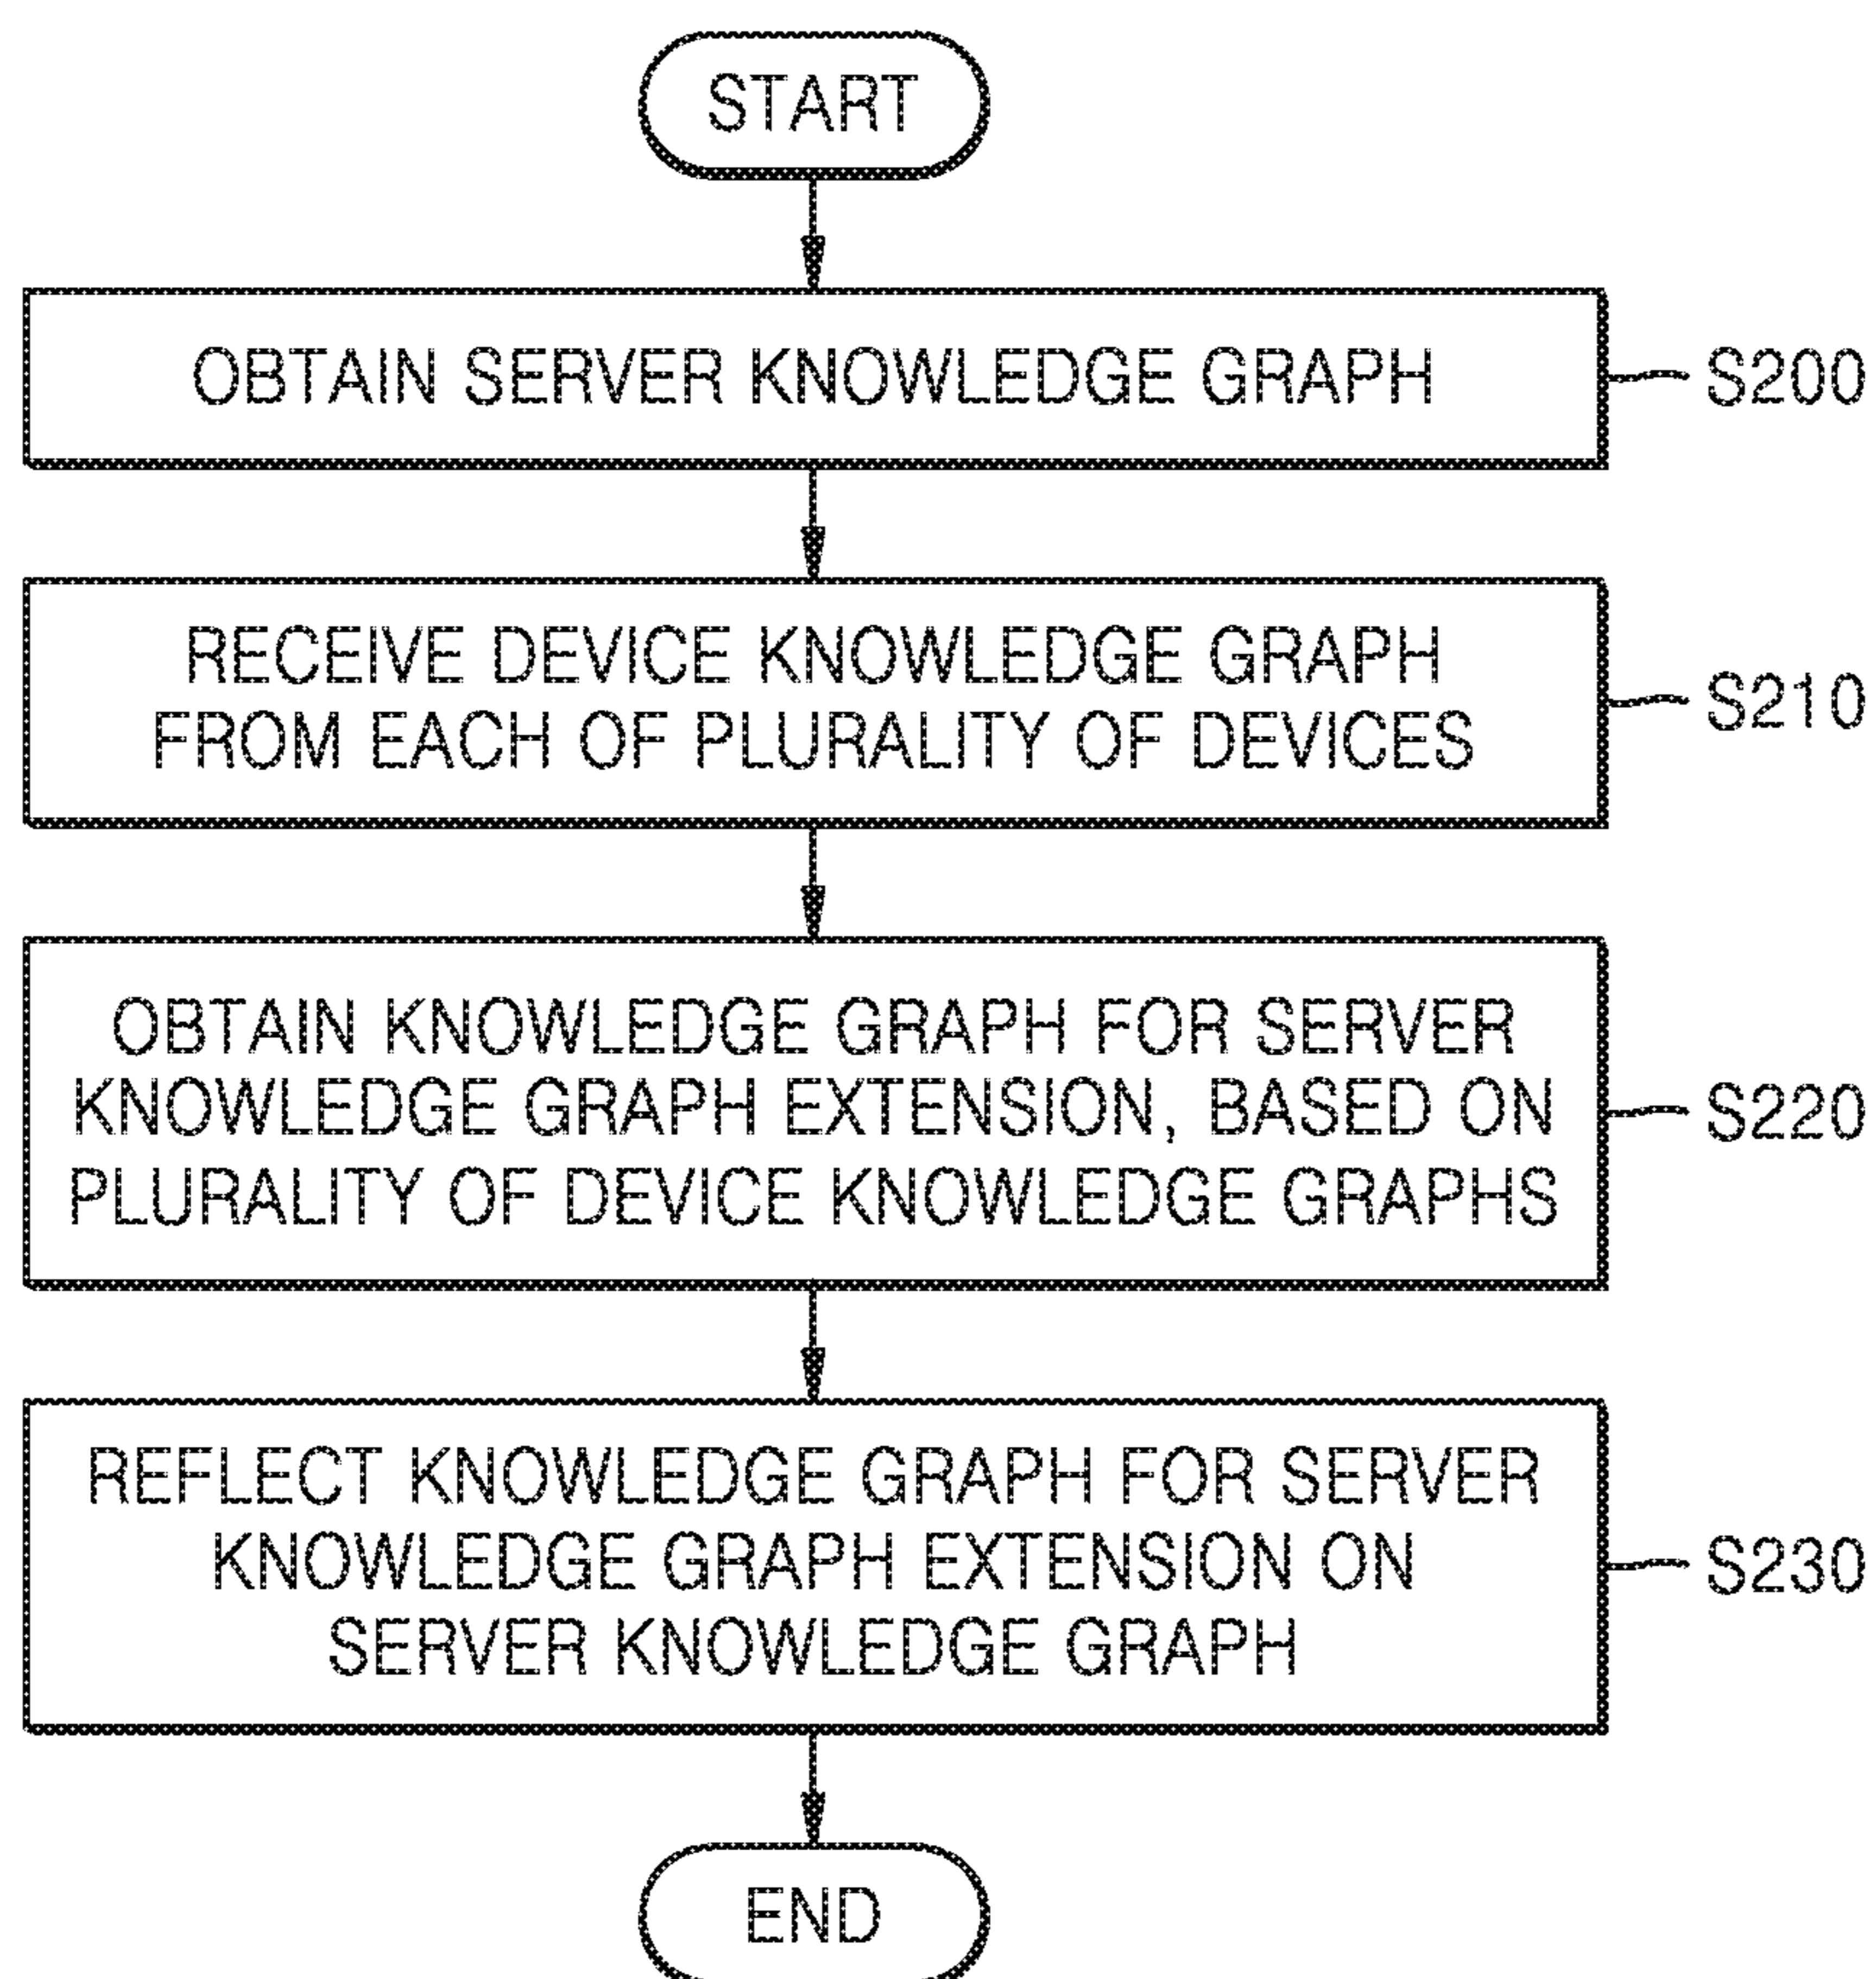 START
OBTAIN SERVER KNOWLEDGE GRAPH
S200
RECEIVE DEVICE KNOWLEDGE GRAPH
FROM EACH OF PLURALITY OF DEVICES
S210
OBTAIN KNOWLEDGE GRAPH FOR SERVER
KNOWLEDGE GRAPH EXTENSION, BASED ON
PLURALITY OF DEVICE KNOWLEDGE GRAPHS
S220
REFLECT KNOWLEDGE GRAPH FOR SERVER
KNOWLEDGE GRAPH EXTENSION ON
SERVER KNOWLEDGE GRAPH
S230
END